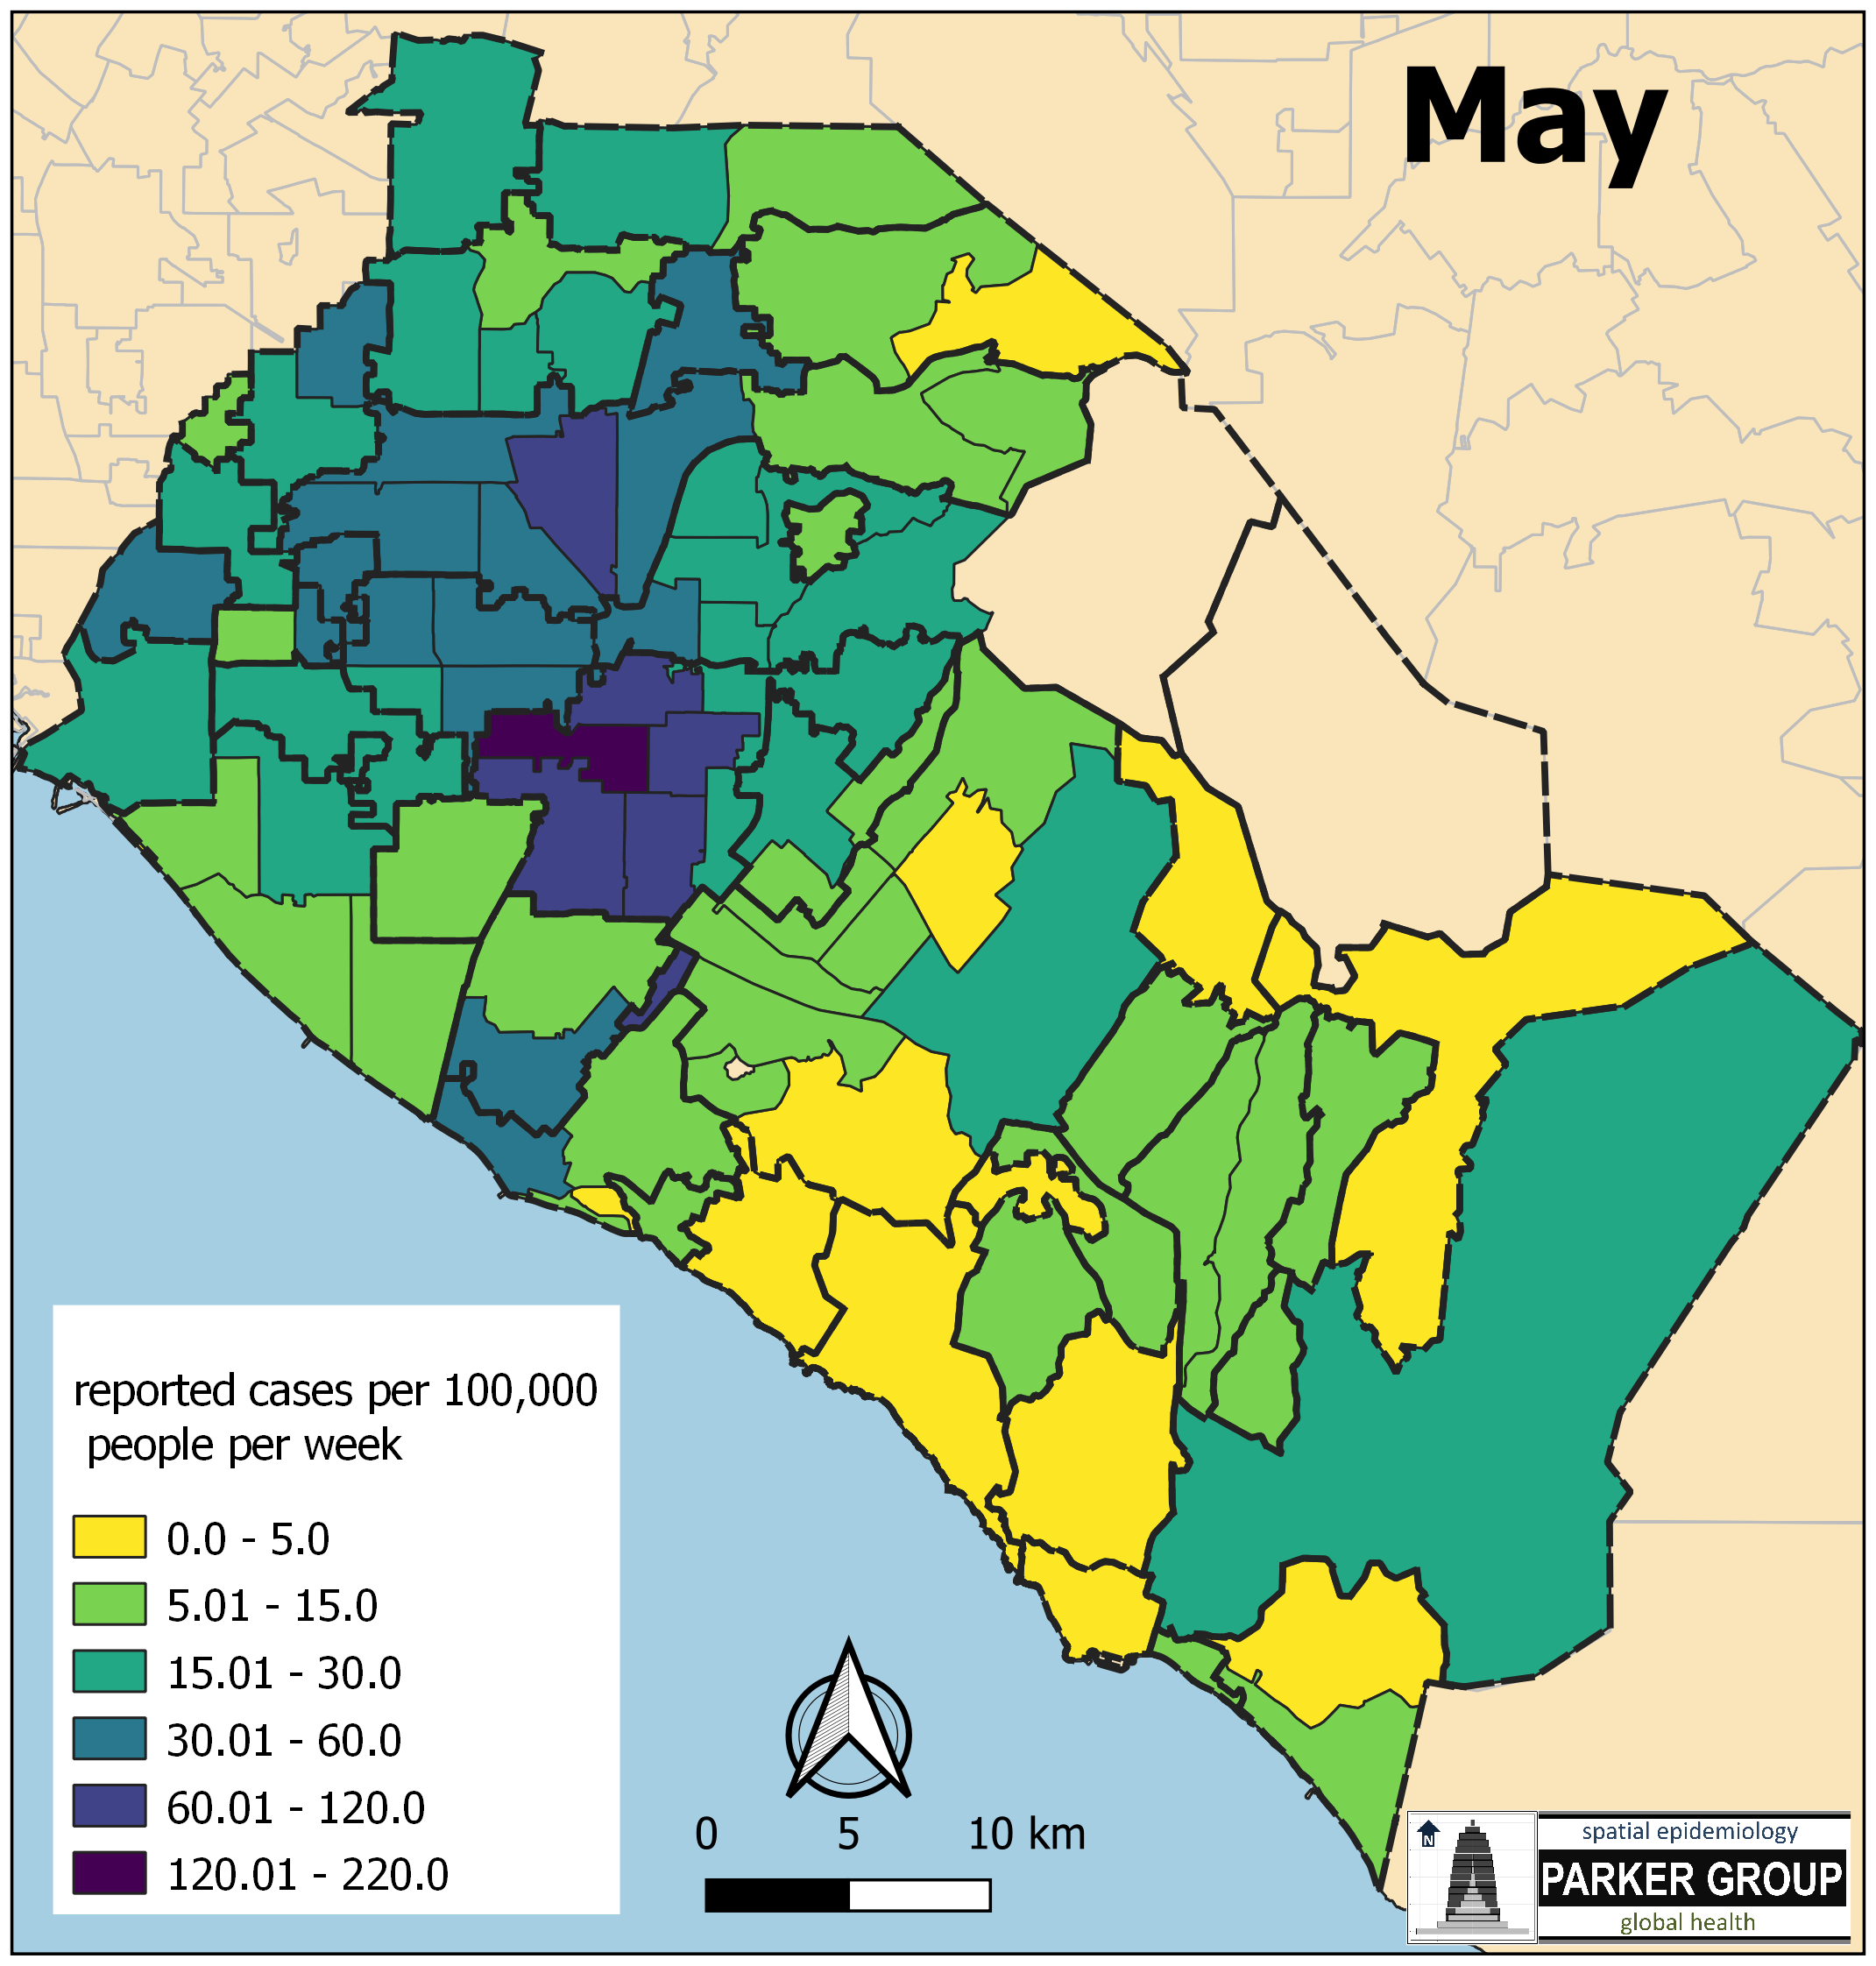 May
reported cases per 100,000
people per week
0.0 - 5.0
5.01 - 15.0
15.01 - 30.0
30.01 - 60.0
60.01 - 120.0
120.01 - 220.0
0 5 10 km
N
spatial epidemiology
PARKER GROUP
global health